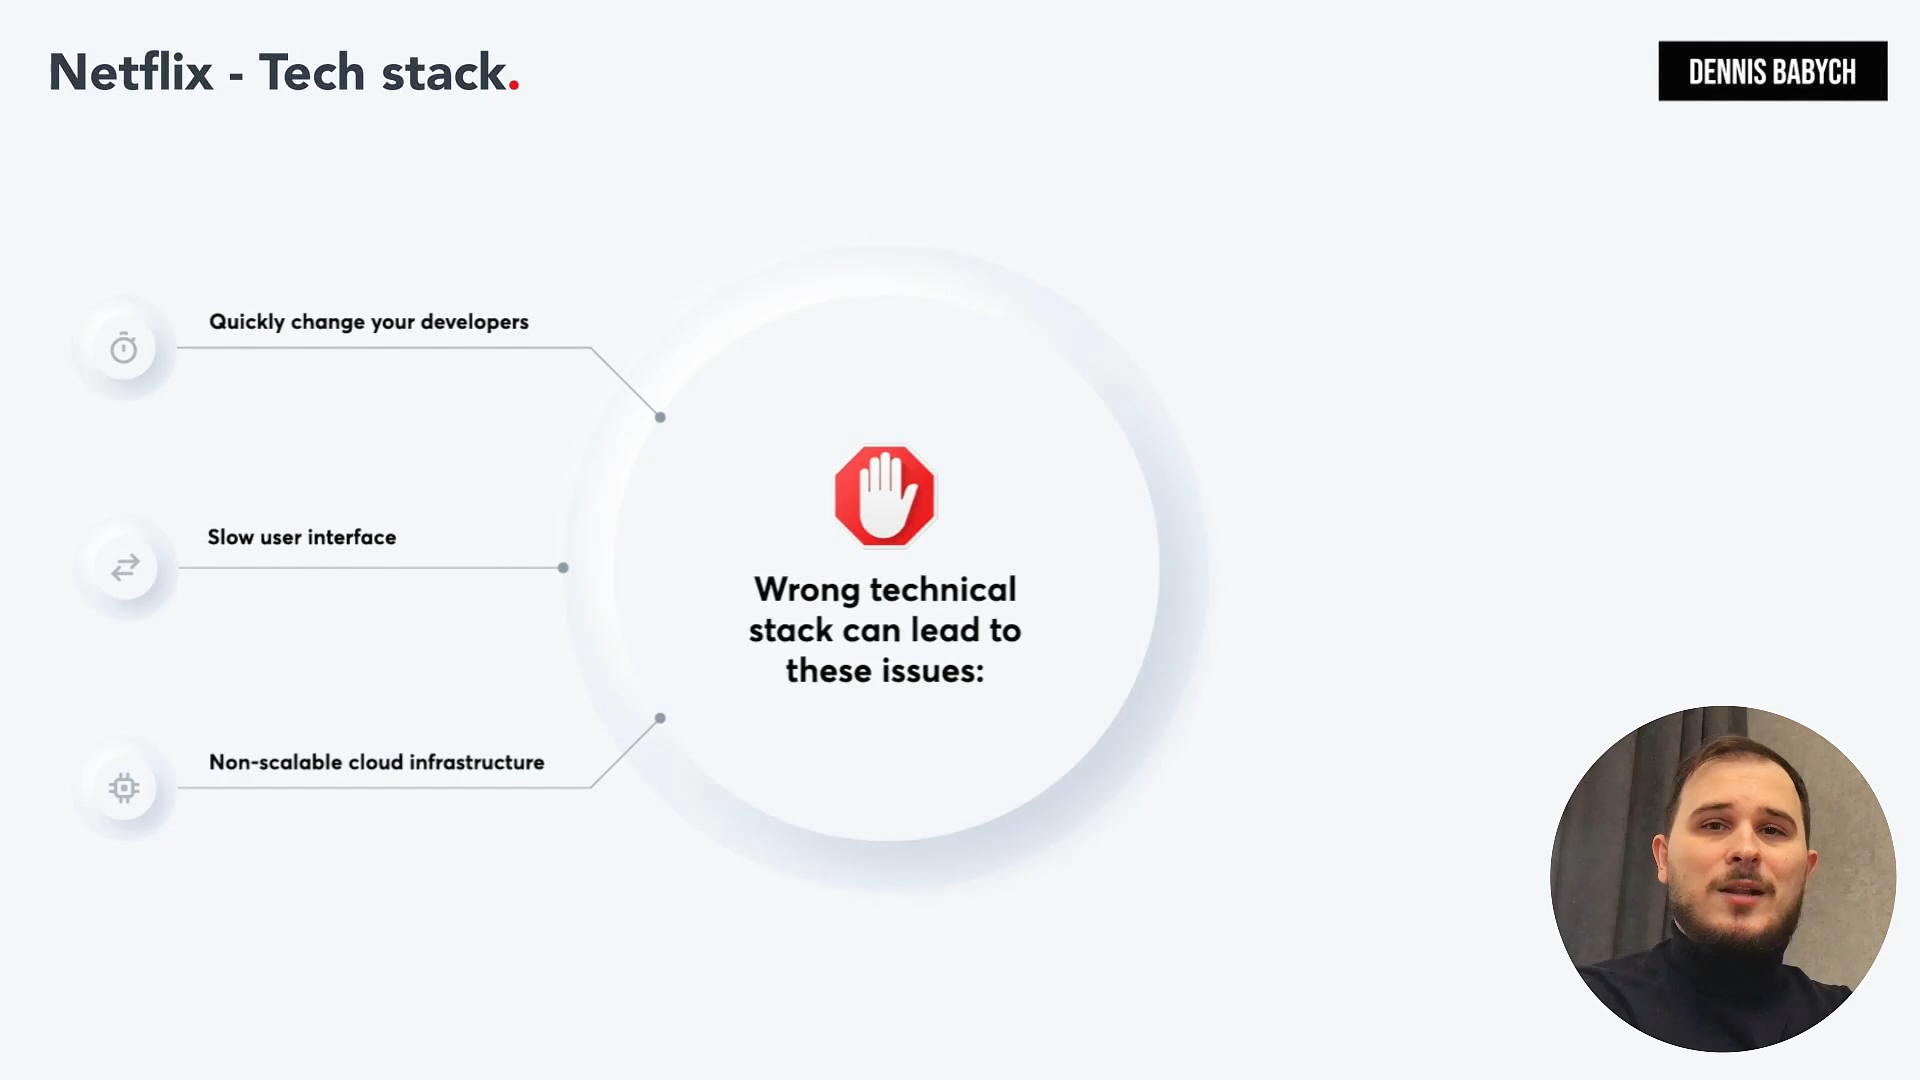 Netflix - Tech stack.
DENNIS BABYCH
Quickly change your developers
Slow user interface
Non-scalable cloud infrastructure
Wrong technical
stack can lead to
these issues: